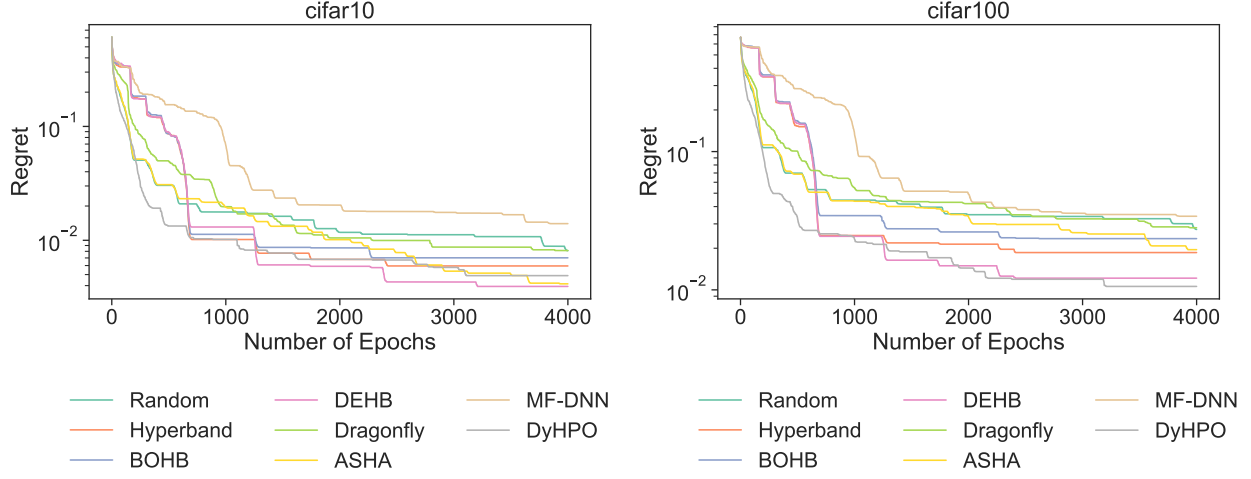 cifar10
Regret
10⁻¹
10⁻²
0 1000 2000 3000 4000
Number of Epochs
Random DEHB MF-DNN
Hyperband Dragonfly DyHPO
BOHB ASHA
cifar100
Regret
10⁻¹
10⁻²
0 1000 2000 3000 4000
Number of Epochs
Random DEHB MF-DNN
Hyperband Dragonfly DyHPO
BOHB ASHA